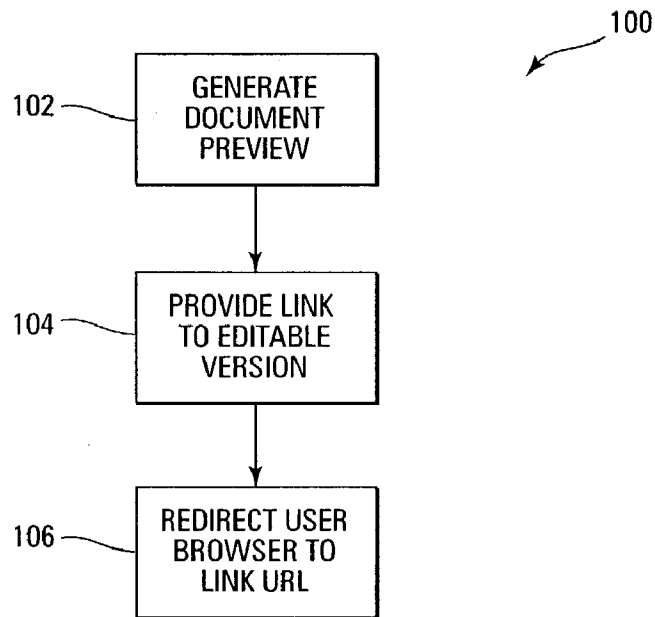 100
102
GENERATE
DOCUMENT
PREVIEW
104
PROVIDE LINK
TO EDITABLE
VERSION
106
REDIRECT USER
BROWSER TO
LINK URL